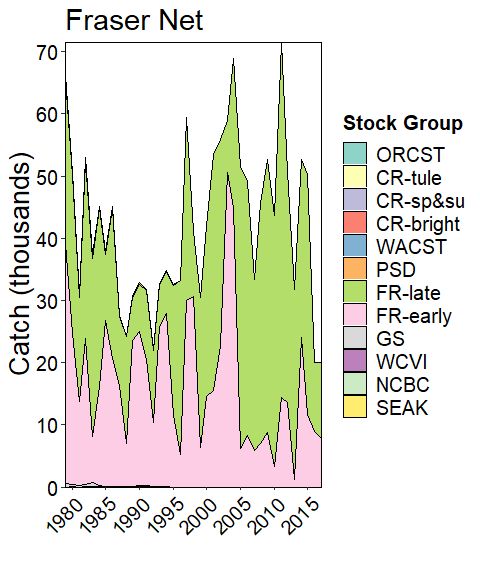 Fraser Net
Catch (thousands)
70
60
50
40
30
20
10
0
1980
1985
1990
1995
2000
2005
2010
2015
Stock Group
ORCST
CR-tule
CR-sp&su
CR-bright
WACST
PSD
FR-late
FR-early
GS
WCVI
NCBC
SEAK